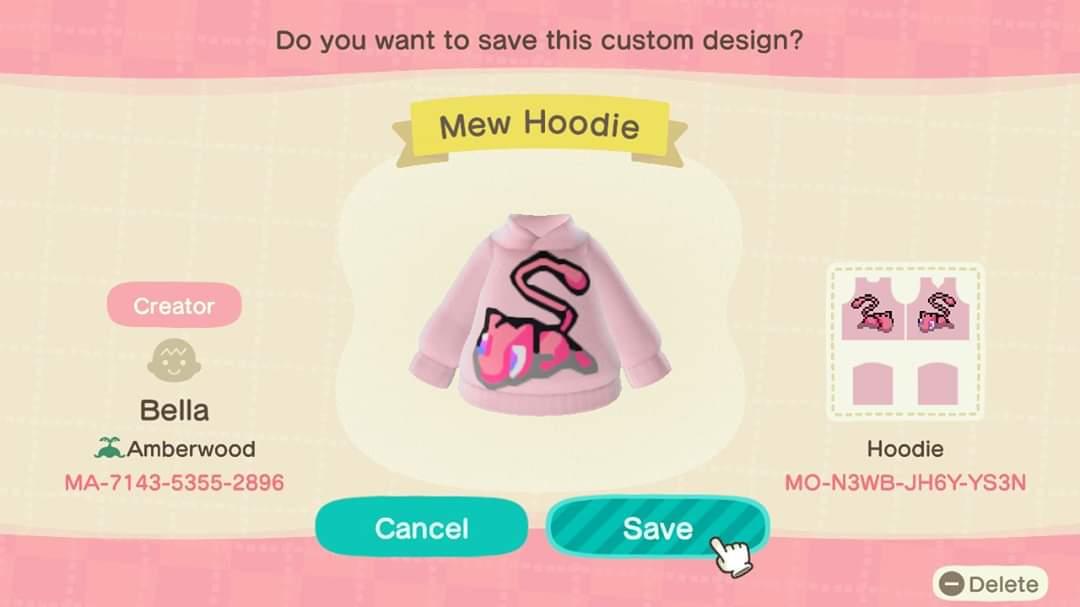 Do you want to save this custom design?
Mew Hoodie
Creator
Bella
Amberwood
MA-7143-5355-2896
Hoodie
MO-N3WB-JH6Y-YS3N
Cancel
Save
Delete